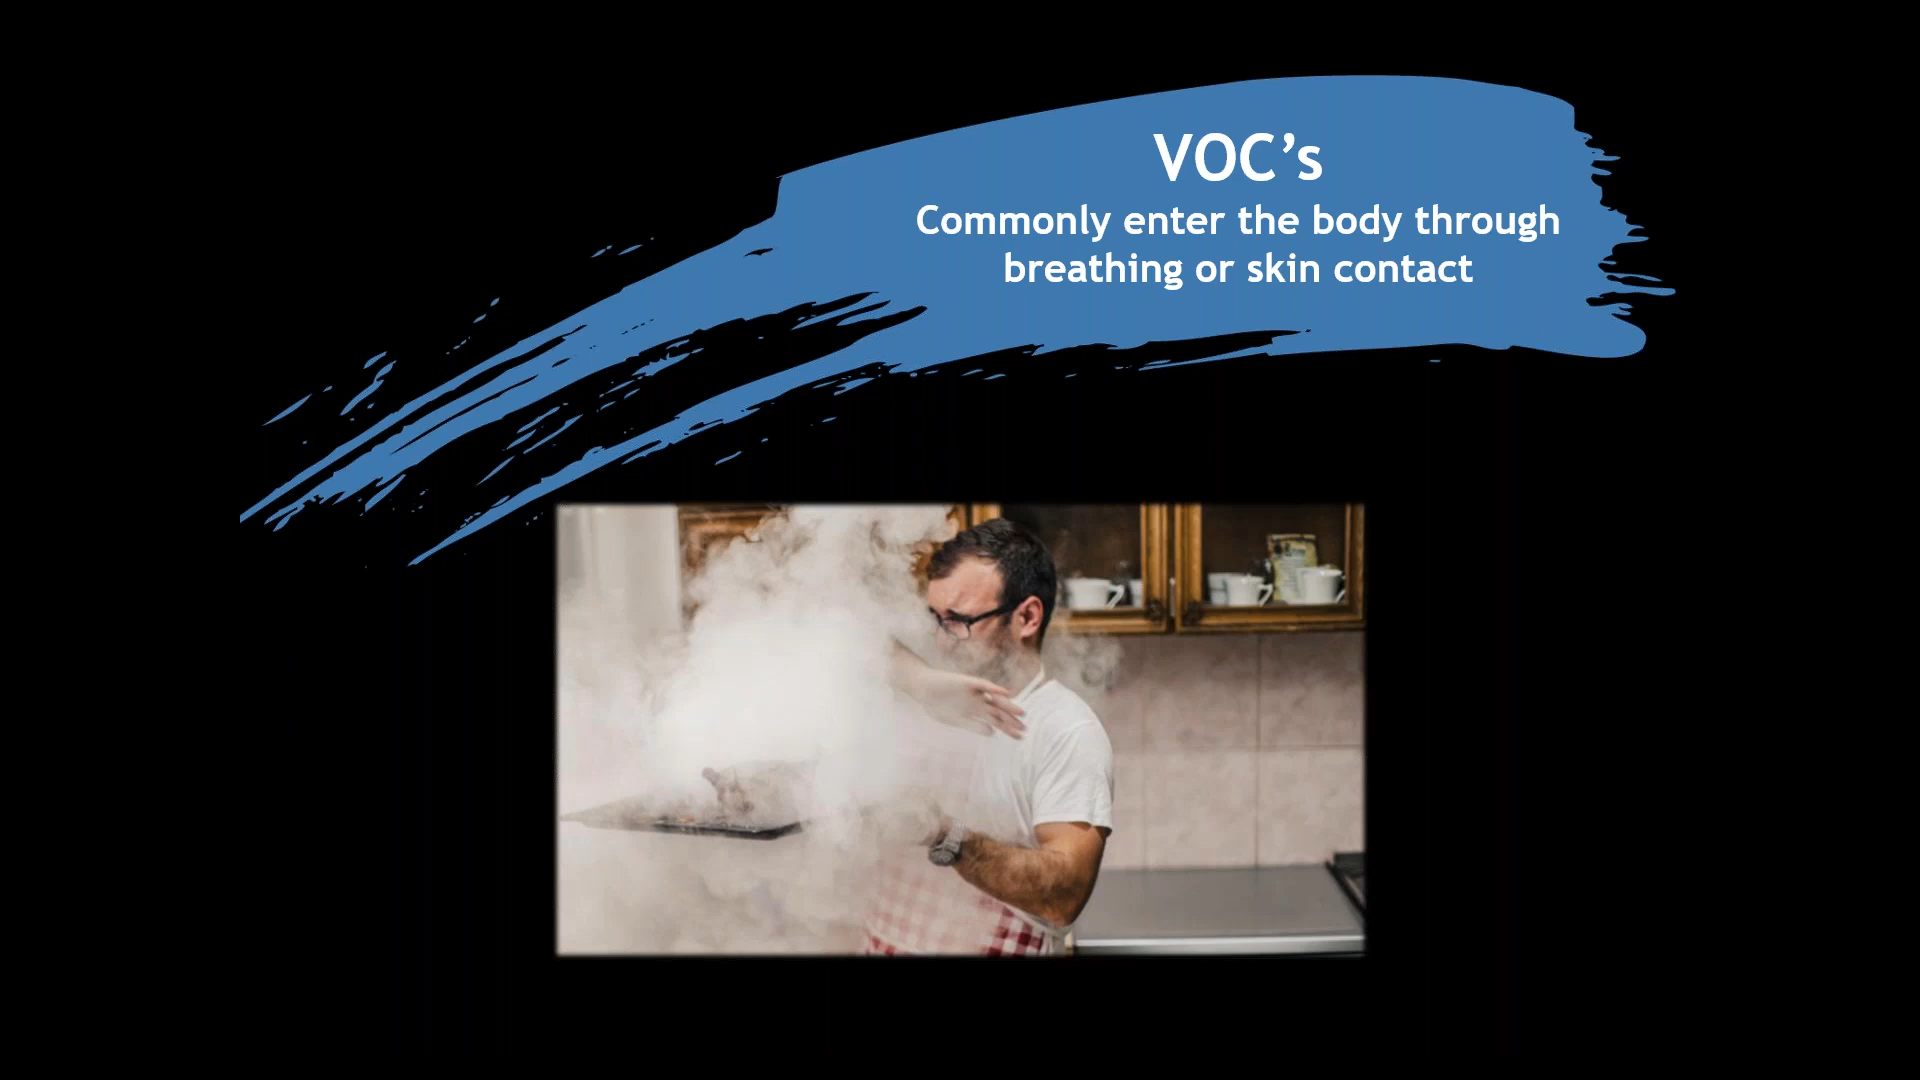 VOC’s
Commonly enter the body through
breathing or skin contact